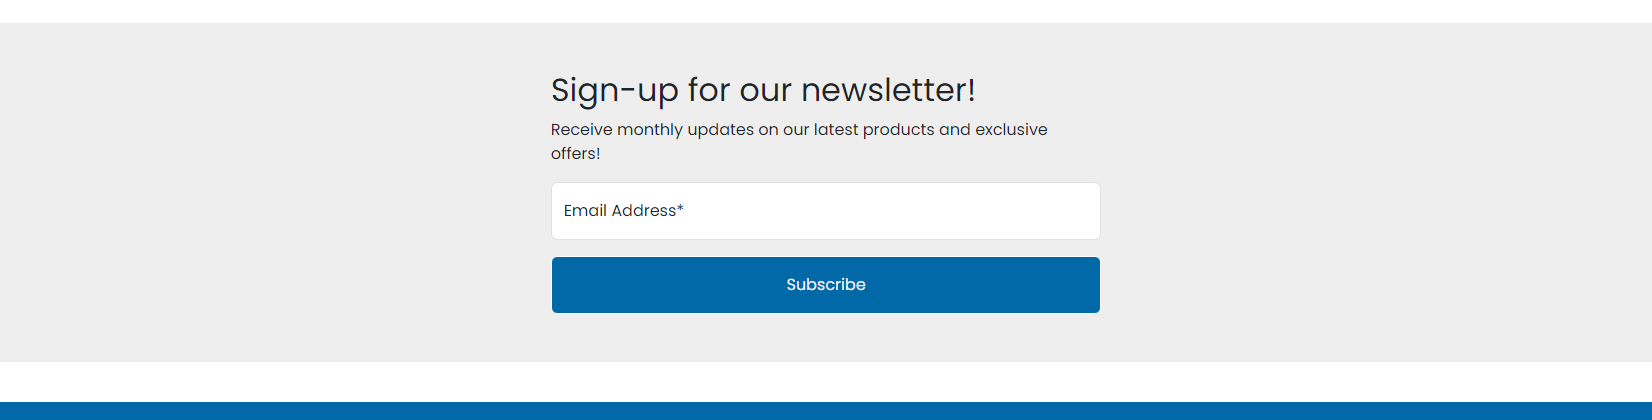 Sign-up for our newsletter!
Receive monthly updates on our latest products and exclusive
offers!
Email Address*
Subscribe